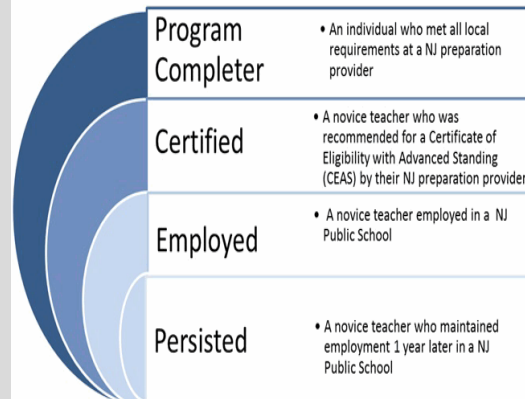 Program
Completer
• An individual who met all local
requirements at a NJ preparation
provider
Certified
• A novice teacher who was
recommended for a Certificate of
Eligibility with Advanced Standing
(CEAS) by their NJ preparation provider
Employed
• A novice teacher employed in a NJ
Public School
Persisted
• A novice teacher who maintained
employment 1 year later in a NJ
Public School